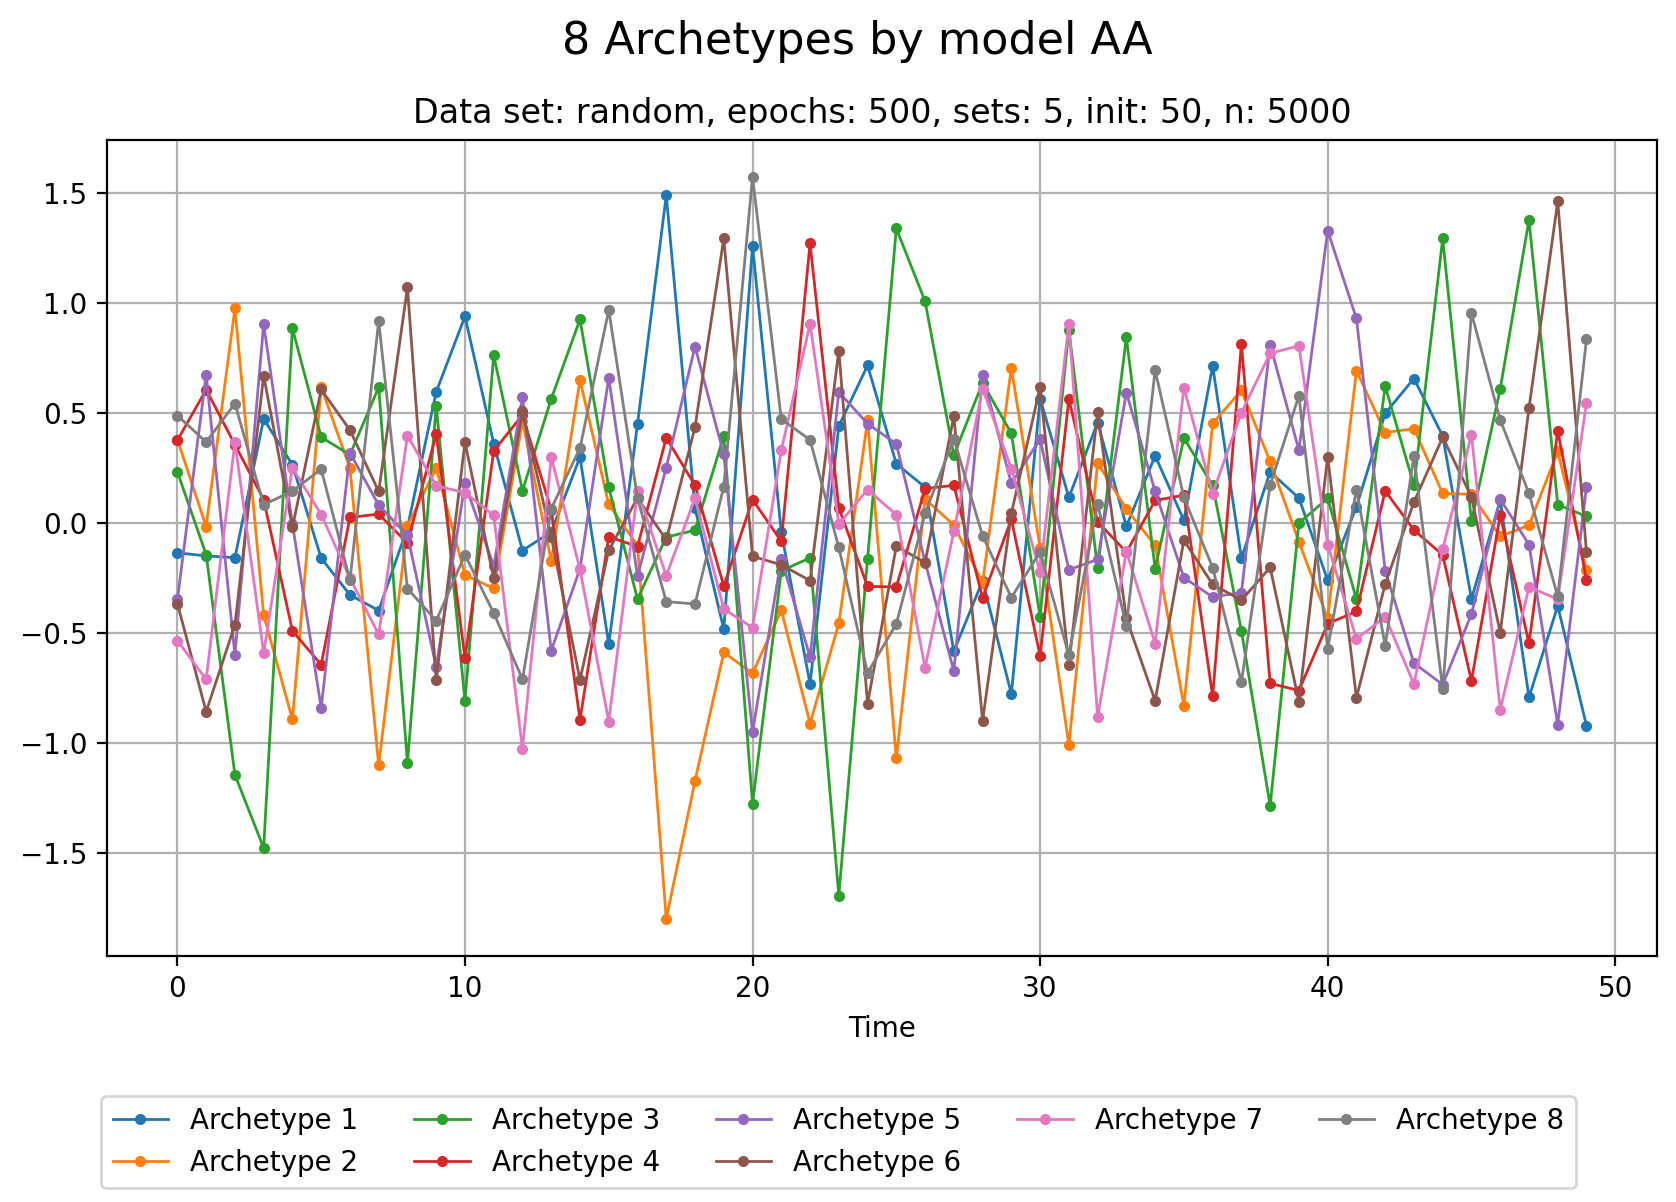 8 Archetypes by model AA
Data set: random, epochs: 500, sets: 5, init: 50, n: 5000
1.5
1.0
0.5
0.0
−0.5
−1.0
−1.5
0 10 20 30 40 50
Time
Archetype 1 Archetype 3 Archetype 5 Archetype 7 Archetype 8
Archetype 2 Archetype 4 Archetype 6